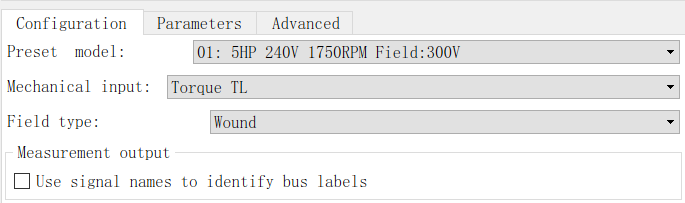 Configuration Parameters Advanced
Preset model: 01: 5HP 240V 1750RPM Field:300V
Mechanical input: Torque TL
Field type: Wound
Measurement output
Use signal names to identify bus labels